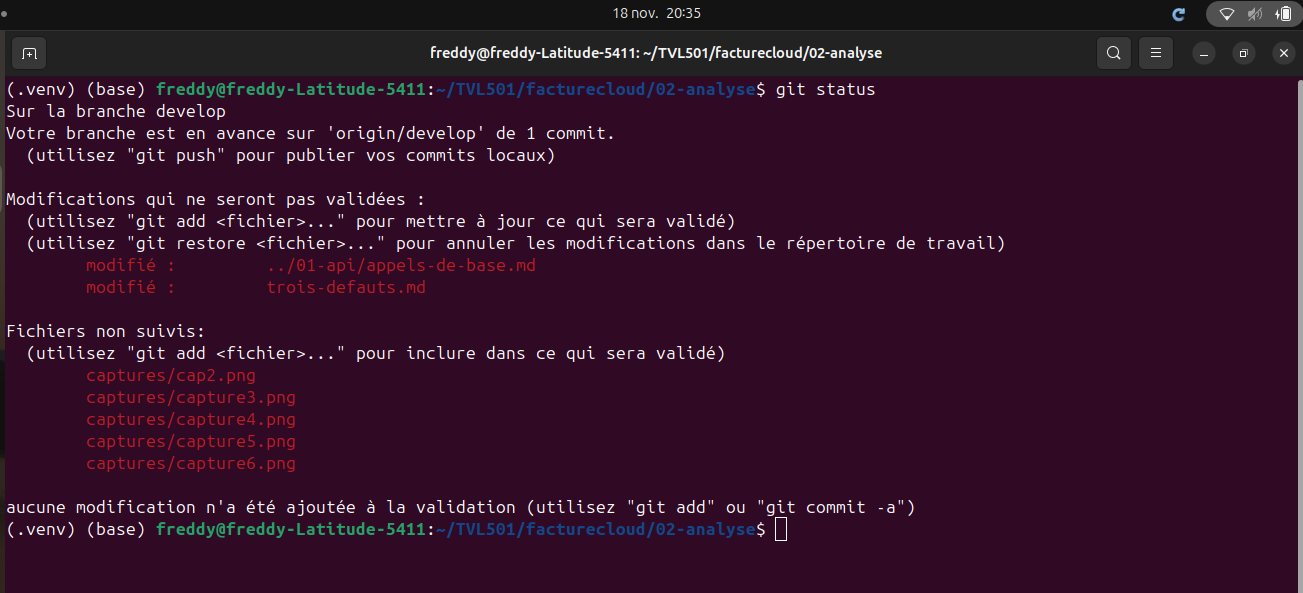 18 nov. 20:35
freddy@freddy-Latitude-5411: ~/TVL501/facturecloud/02-analyse
(.venv) (base) freddy@freddy-Latitude-5411:~/TVL501/facturecloud/02-analyse$ git status
Sur la branche develop
Votre branche est en avance sur 'origin/develop' de 1 commit.
  (utilisez "git push" pour publier vos commits locaux)

Modifications qui ne seront pas validées :
  (utilisez "git add <fichier>..." pour mettre à jour ce qui sera validé)
  (utilisez "git restore <fichier>..." pour annuler les modifications dans le répertoire de travail)
        modifié :         ../01-api/appels-de-base.md
        modifié :         trois-defauts.md

Fichiers non suivis:
  (utilisez "git add <fichier>..." pour inclure dans ce qui sera validé)
        captures/cap2.png
        captures/capture3.png
        captures/capture4.png
        captures/capture5.png
        captures/capture6.png

aucune modification n'a été ajoutée à la validation (utilisez "git add" ou "git commit -a")
(.venv) (base) freddy@freddy-Latitude-5411:~/TVL501/facturecloud/02-analyse$